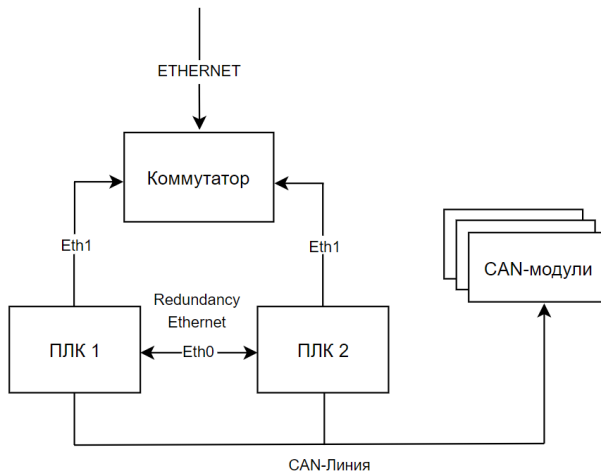 ETHERNET
Коммутатор
Eth1
Eth1
CAN-модули
Redundancy
Ethernet
ПЛК 1
Eth0
ПЛК 2
CAN-Линия